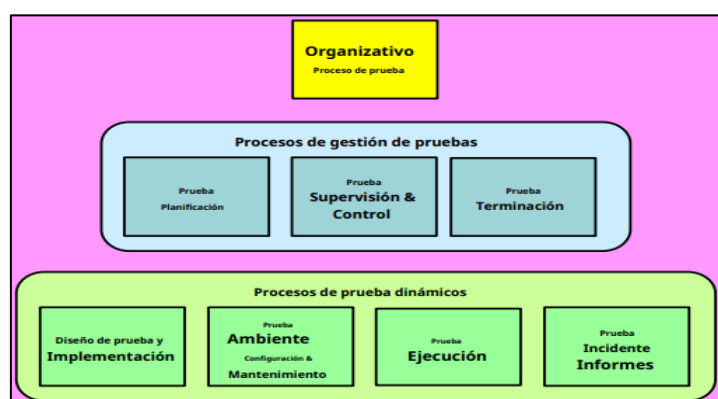 Organizativo
Proceso de prueba
Procesos de gestión de pruebas
Prueba
Planificación
Prueba
Supervisión &
Control
Prueba
Terminación
Procesos de prueba dinámicos
Diseño de prueba y
Implementación
Prueba
Ambiente
Configuración &
Mantenimiento
Prueba
Ejecución
Prueba
Incidente
Informes